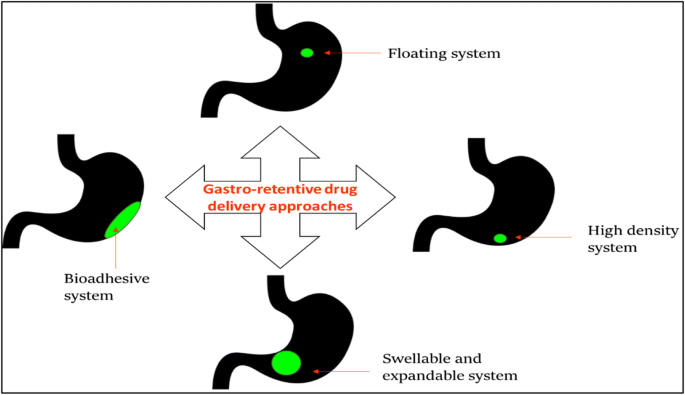 Floating system
Gastro-retentive drug
delivery approaches
High density
system
Bioadhesive
system
Swellable and
expandable system